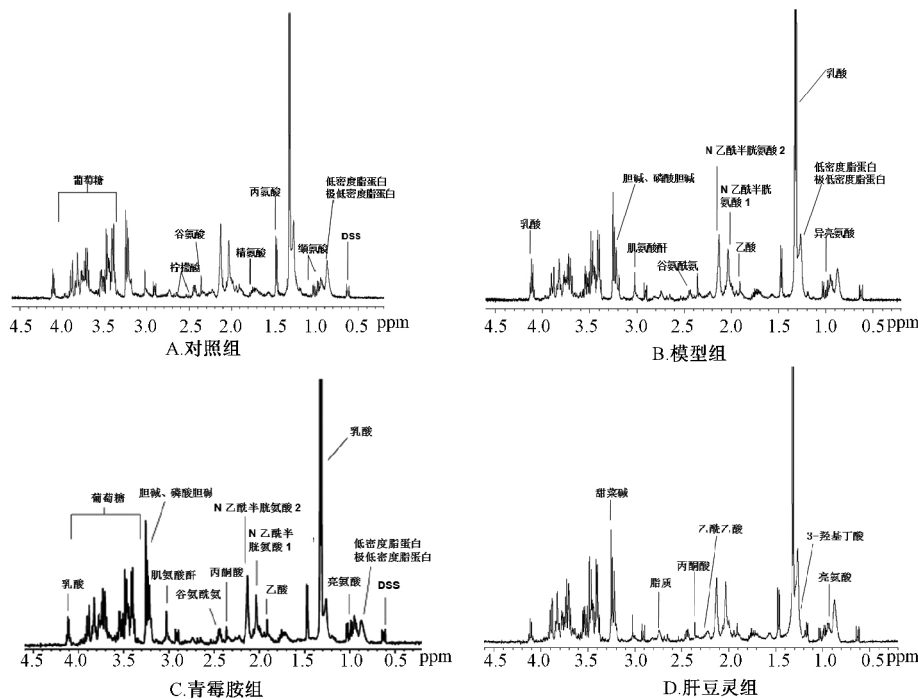 葡萄糖
谷氨酸
柠檬酸
精氨酸
丙氨酸
缬氨酸
低密度脂蛋白
极低密度脂蛋白
DSS
4.5 4.0 3.5 3.0 2.5 2.0 1.5 1.0 ppm
A.对照组
乳酸
胆碱、磷酸胆碱
肌氨酸酐
谷氨酰氨
N 乙酰半胱氨酸 2
N 乙酰半胱
氨酸 1
乙酸
乳酸
低密度脂蛋白
极低密度脂蛋白
异亮氨酸
4.5 4.0 3.5 3.0 2.5 2.0 1.5 1.0 0.5 ppm
B.模型组
乳酸
葡萄糖
胆碱、磷酸胆碱
肌氨酸酐
谷氨酰氨
丙酮酸
N 乙酰半胱氨酸 2
N 乙酰半
胱氨酸 1
乙酸
乳酸
低密度脂蛋白
极低密度脂蛋白
亮氨酸
DSS
4.5 4.0 3.5 3.0 2.5 2.0 1.5 1.0 0.5 ppm
C.青霉胺组
甜菜碱
脂质
丙酮酸
乙酰乙酸
3-羟基丁酸
亮氨酸
4.5 4.0 3.5 3.0 2.5 2.0 1.5 1.0 0.5 ppm
D.肝豆灵组